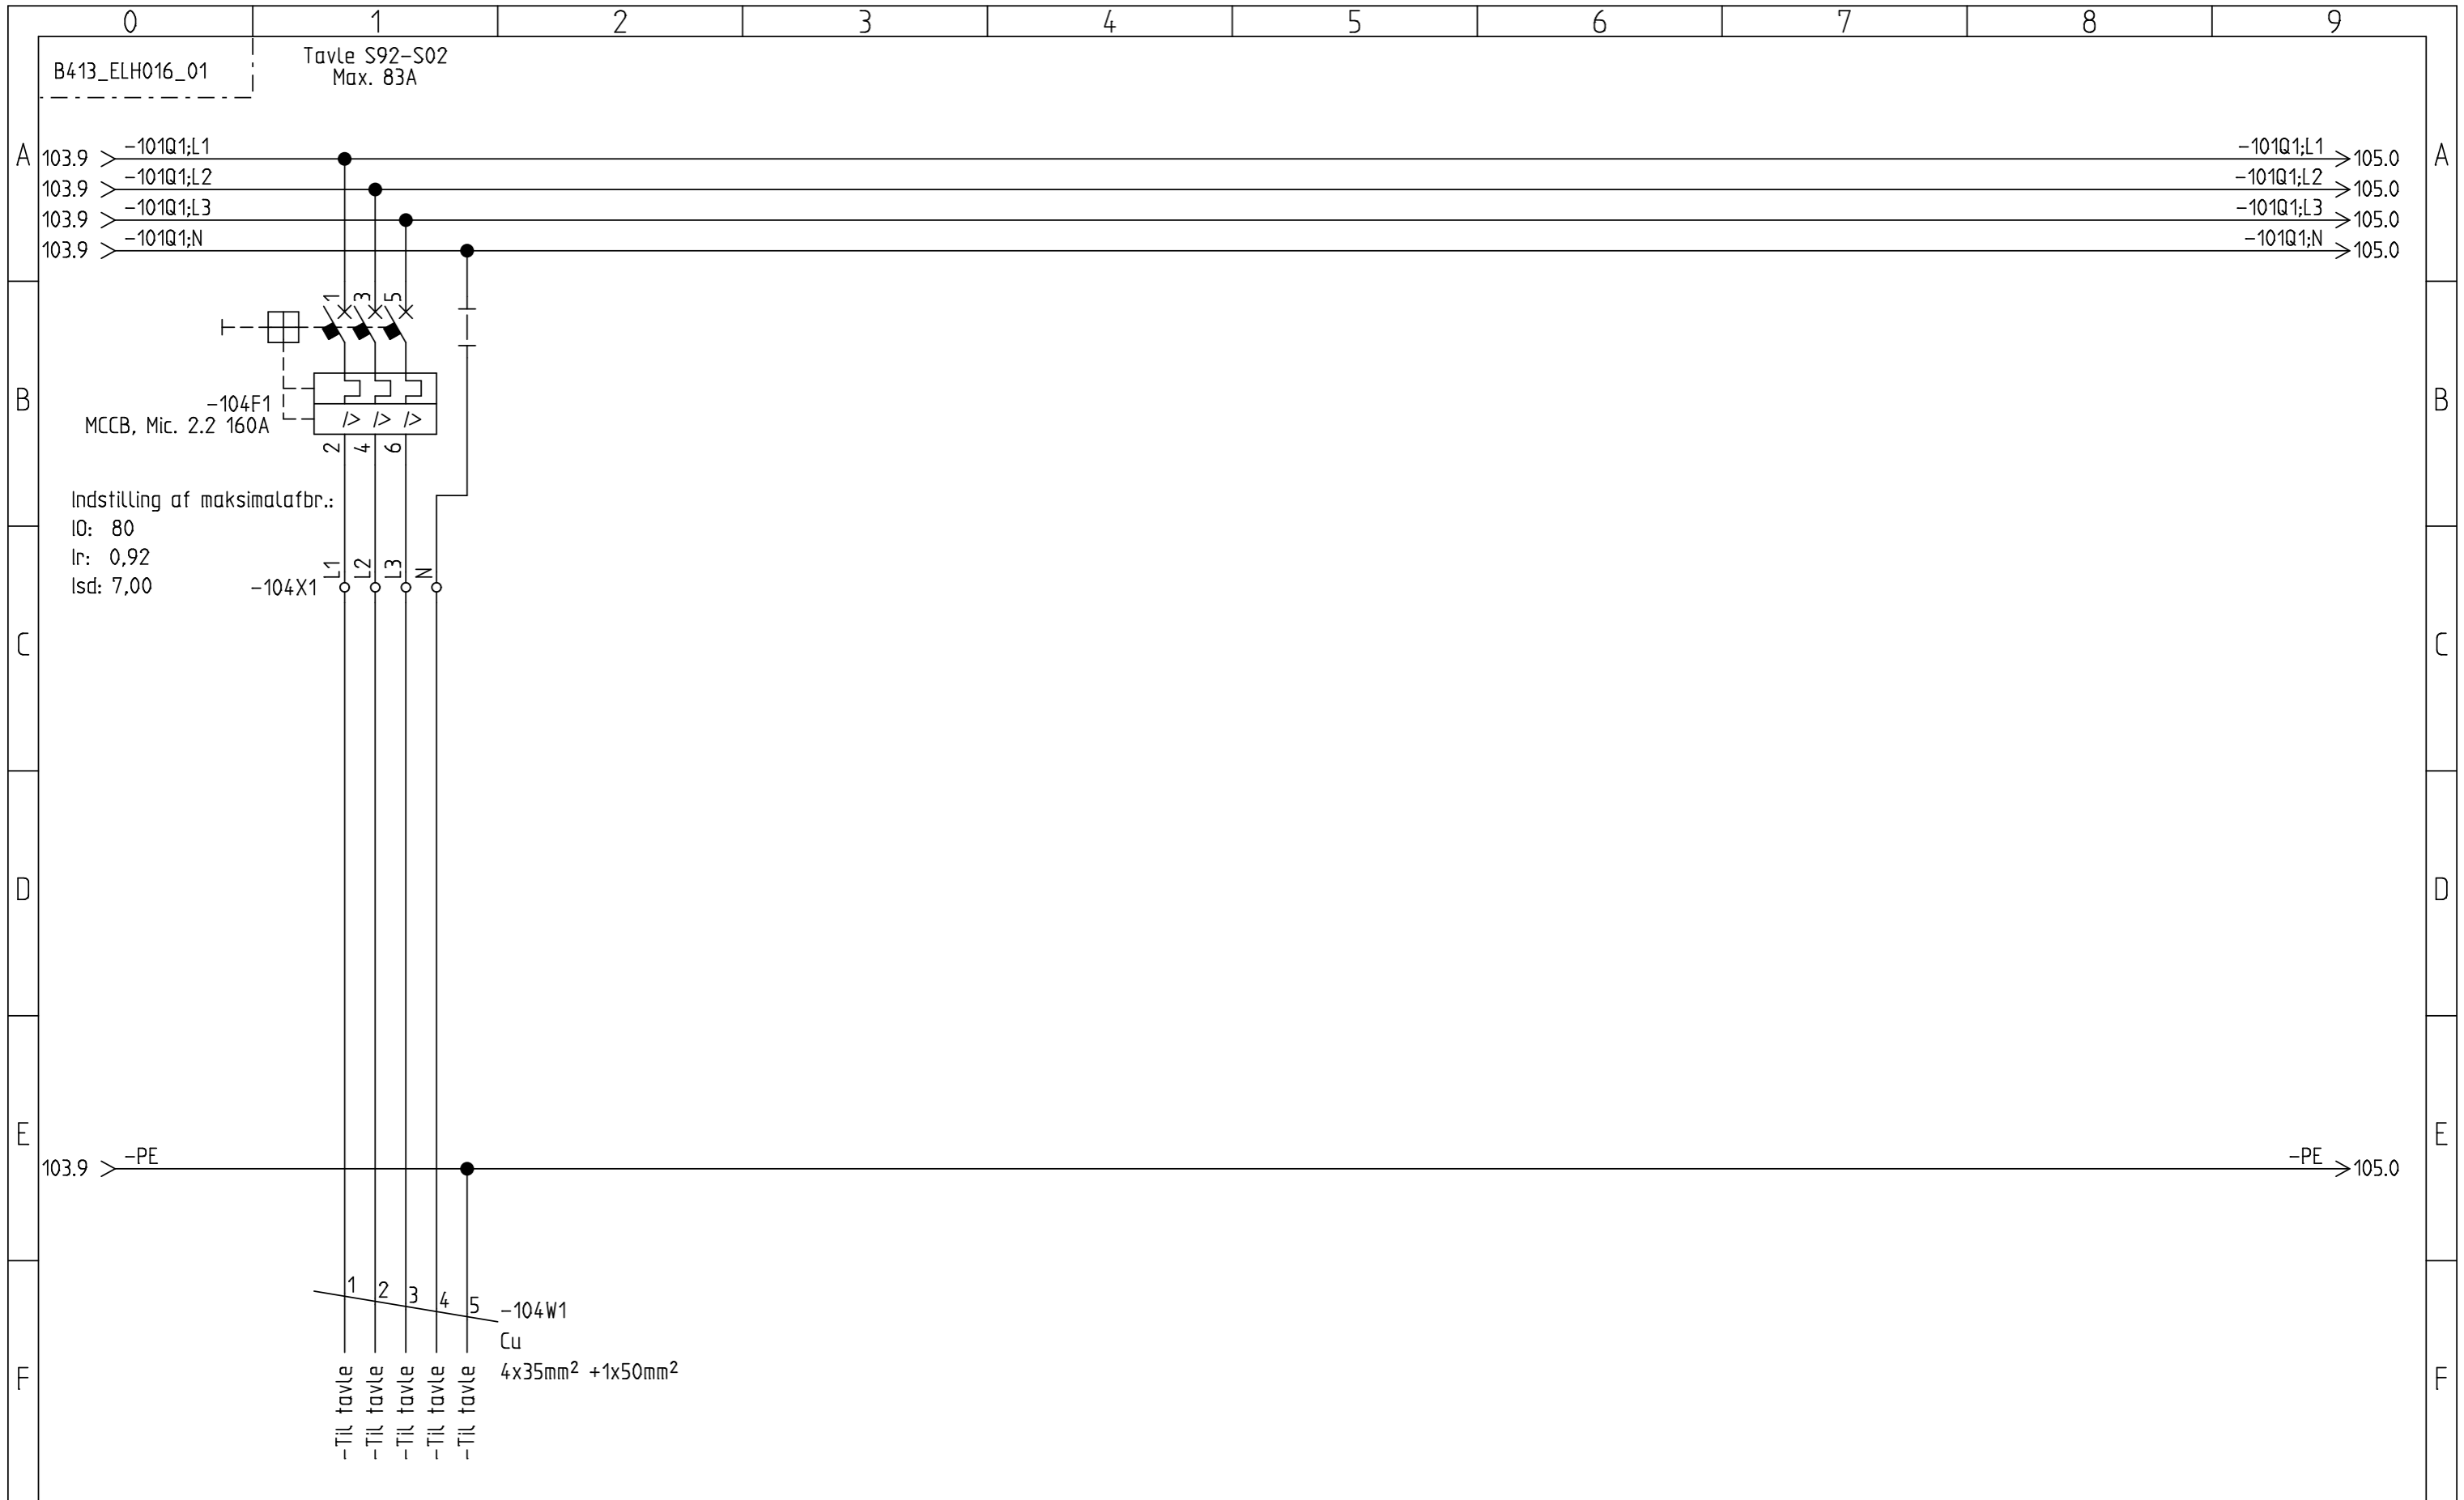 0 1 2 3 4 5 6 7 8 9
B413_ELH016_01
Tavle S92-S02
Max. 83A
A A
103.9 -101Q1;L1 -101Q1;L1 105.0
103.9 -101Q1;L2 -101Q1;L2 105.0
103.9 -101Q1;L3 -101Q1;L3 105.0
103.9 -101Q1;N -101Q1;N 105.0
1 3 5
B B
-104F1
MCCB, Mic. 2.2 160A
I> I> I>
2 4 6
Indstilling af maksimalafbr.:
IO: 80
Ir: 0,92
Isd: 7,00
-104X1
L1 L2 L3 N
C C
D D
E E
103.9 -PE -PE 105.0
1 2 3 4 5 -104W1
Cu
4x35mm² +1x50mm²
F F
-Til tavle
-Til tavle
-Til tavle
-Til tavle
-Til tavle